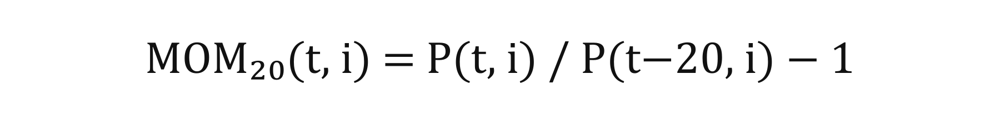 MOM₂₀(t, i) = P(t, i) / P(t−20, i) − 1